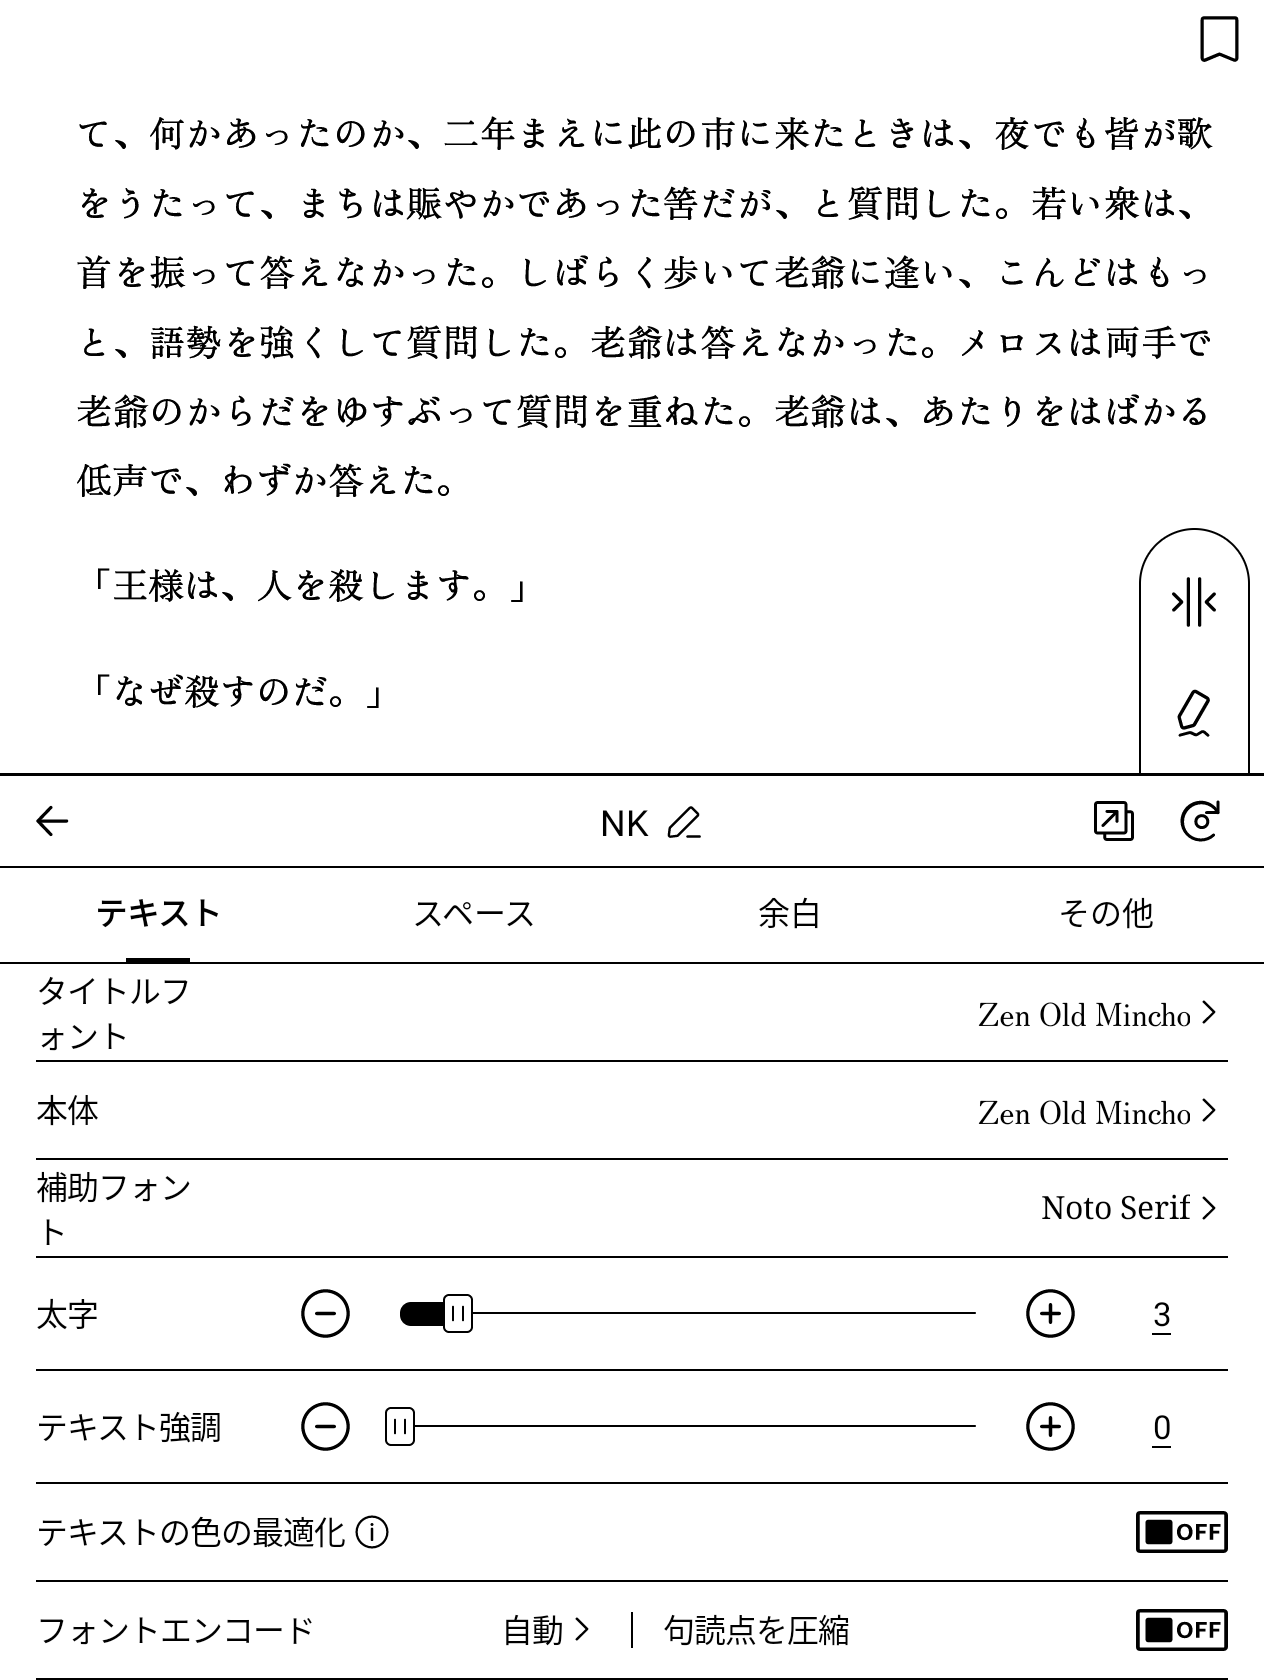 て、何かあったのか、二年まえに此の市に来たときは、夜でも皆が歌
をうたって、まちは賑やかであった筈だが、と質問した。若い衆は、
首を振って答えなかった。しばらく歩いて老爺に逢い、こんどはもっ
と、語勢を強くして質問した。老爺は答えなかった。メロスは両手で
老爺のからだをゆすぶって質問を重ねた。老爺は、あたりをはばかる
低声で、わずか答えた。
「王様は、人を殺します。」
「なぜ殺すのだ。」
NK
テキスト スペース 余白 その他
タイトルフ
ォント Zen Old Mincho
本体 Zen Old Mincho
補助フォン
ト Noto Serif
太字 3
テキスト強調 0
テキストの色の最適化 OFF
フォントエンコード 自動 句読点を圧縮 OFF